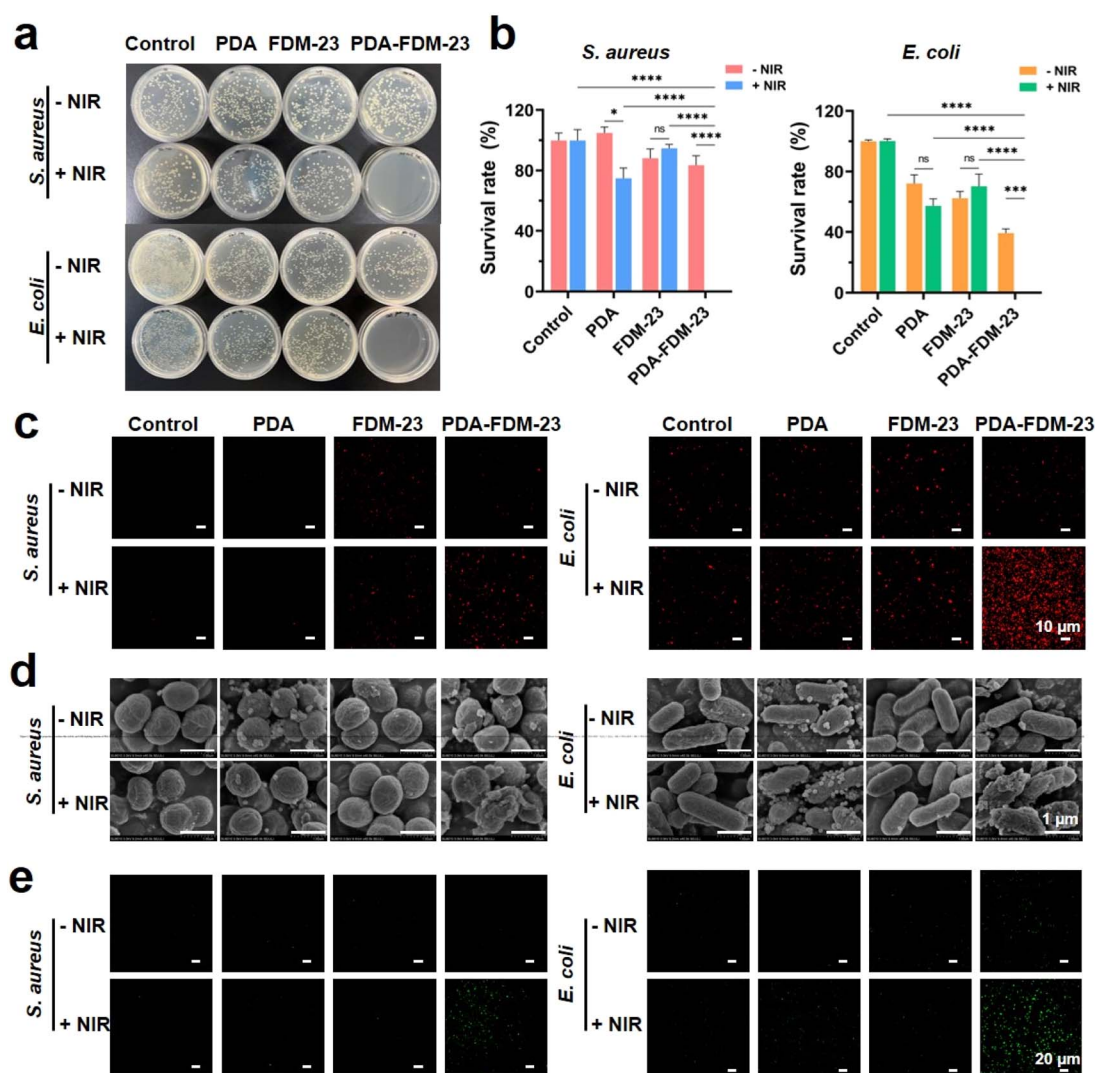 a
Control PDA FDM-23 PDA-FDM-23
S. aureus
- NIR
+ NIR
E. coli
- NIR
+ NIR
b
S. aureus
- NIR
+ NIR
Survival rate (%)
120
80
40
0
****
****
* ns ****
****
Control PDA FDM-23 PDA-FDM-23
E. coli
- NIR
+ NIR
Survival rate (%)
120
80
40
0
****
****
ns ns ****
***
Control PDA FDM-23 PDA-FDM-23
c
Control PDA FDM-23 PDA-FDM-23
S. aureus
- NIR
+ NIR
Control PDA FDM-23 PDA-FDM-23
E. coli
- NIR
+ NIR
10 µm
d
S. aureus
- NIR
+ NIR
E. coli
- NIR
+ NIR
1 µm
e
S. aureus
- NIR
+ NIR
E. coli
- NIR
+ NIR
20 µm